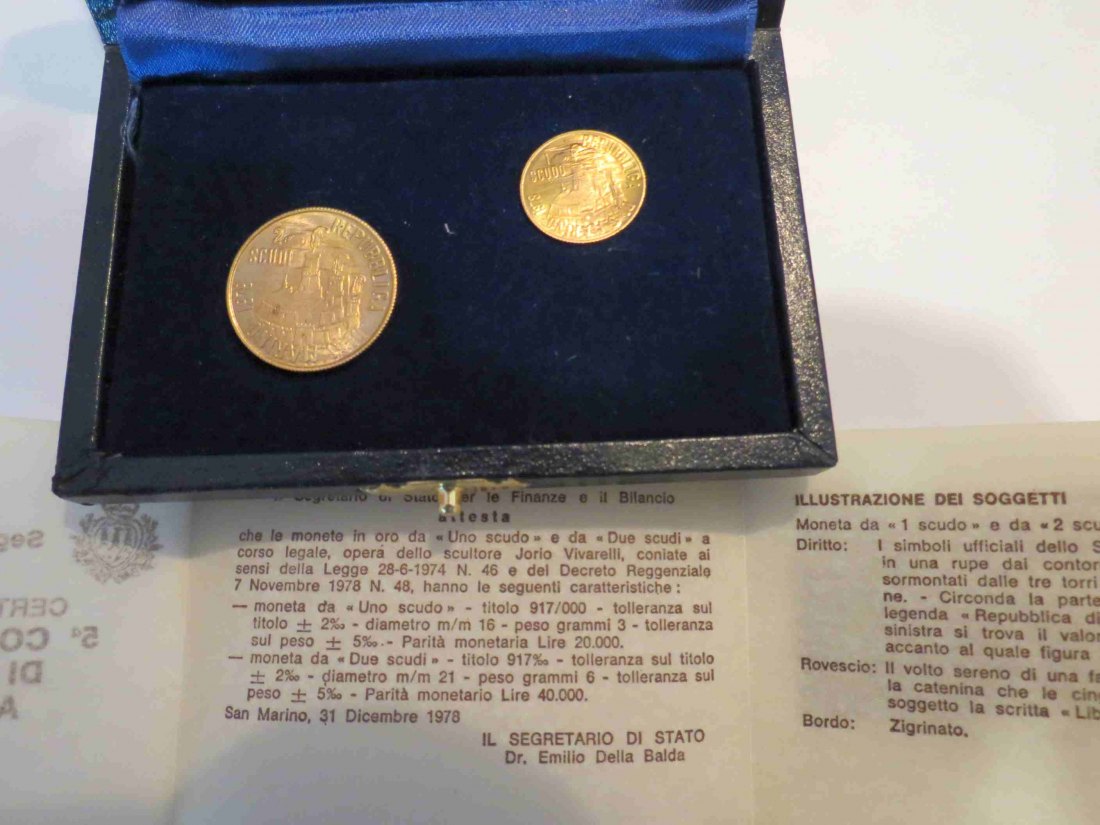 2
SCUDI
REPUBBLICA
1978
SCUDO
REPUBBLICA
Il Segretario di Stato per le Finanze e il Bilancio
attesta
che le monete in oro da « Uno scudo » e da « Due scudi » a
corso legale, opera dello scultore Jorio Vivarelli, coniate ai
sensi della Legge 28-6-1974 N. 46 e del Decreto Reggenziale
7 Novembre 1978 N. 48, hanno le seguenti caratteristiche :
— moneta da « Uno scudo » - titolo 917/000 - tolleranza sul
titolo ± 2‰ - diametro m/m 16 - peso grammi 3 - tolleranza
sul peso ± 5‰ - Parità monetaria Lire 20.000.
— moneta da « Due scudi » - titolo 917‰ - tolleranza sul titolo
± 2‰ - diametro m/m 21 - peso grammi 6 - tolleranza sul
peso ± 5‰ - Parità monetario Lire 40.000.
San Marino, 31 Dicembre 1978
IL SEGRETARIO DI STATO
Dr. Emilio Della Balda
ILLUSTRAZIONE DEI SOGGETTI
Moneta da « 1 scudo » e da « 2 scu
Diritto: I simboli ufficiali dello S
in una rupe dai contor
sormontati dalle tre torri
ne. - Circonda la parte
legenda « Repubblica di
sinistra si trova il valor
accanto al quale figura
Rovescio: Il volto sereno di una fa
la catenina che le cin
soggetto la scritta « Lib
Bordo: Zigrinato.
Seg
CERT
5ª CO
DI
A